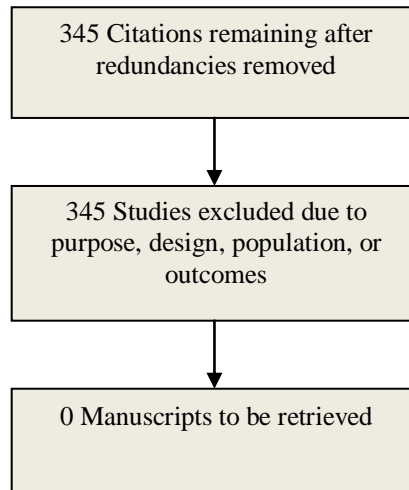 345 Citations remaining after
redundancies removed
345 Studies excluded due to
purpose, design, population, or
outcomes
0 Manuscripts to be retrieved